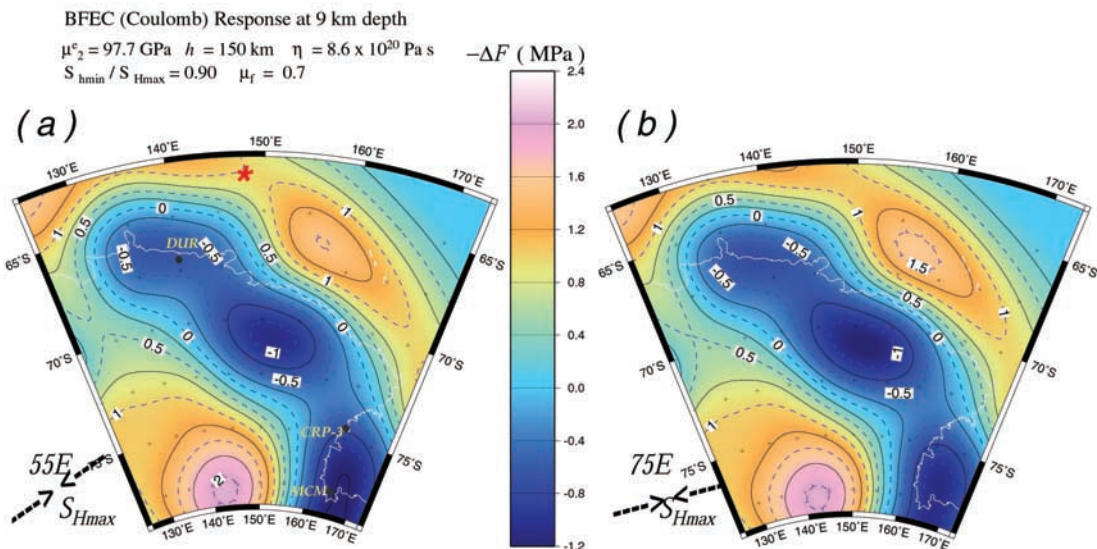 BFEC (Coulomb) Response at 9 km depth
μᵉ₂ = 97.7 GPa h = 150 km η = 8.6 x 10²⁰ Pa s
S hmin / S Hmax = 0.90 μf = 0.7
−ΔF ( MPa)
2.4
2.0
1.6
1.2
0.8
0.4
0.0
-0.4
-0.8
-1.2
(a)
130°E
140°E
150°E
160°E
170°E
65°S
65°S
70°S
70°S
75°S
75°S
130°E
140°E
150°E
160°E
170°E
1
0.5
0
-0.5
DUR
-0.5
0.5
1
0
0
0.5
-1
-0.5
1
2
CRP-3
MCM
*
55E
S Hmax
(b)
130°E
140°E
150°E
160°E
170°E
65°S
65°S
70°S
70°S
75°S
75°S
130°E
140°E
150°E
160°E
170°E
1
0.5
0
-0.5
-0.5
1
1.5
0.5
0
0
0.5
-1
-0.5
1
75E
S Hmax